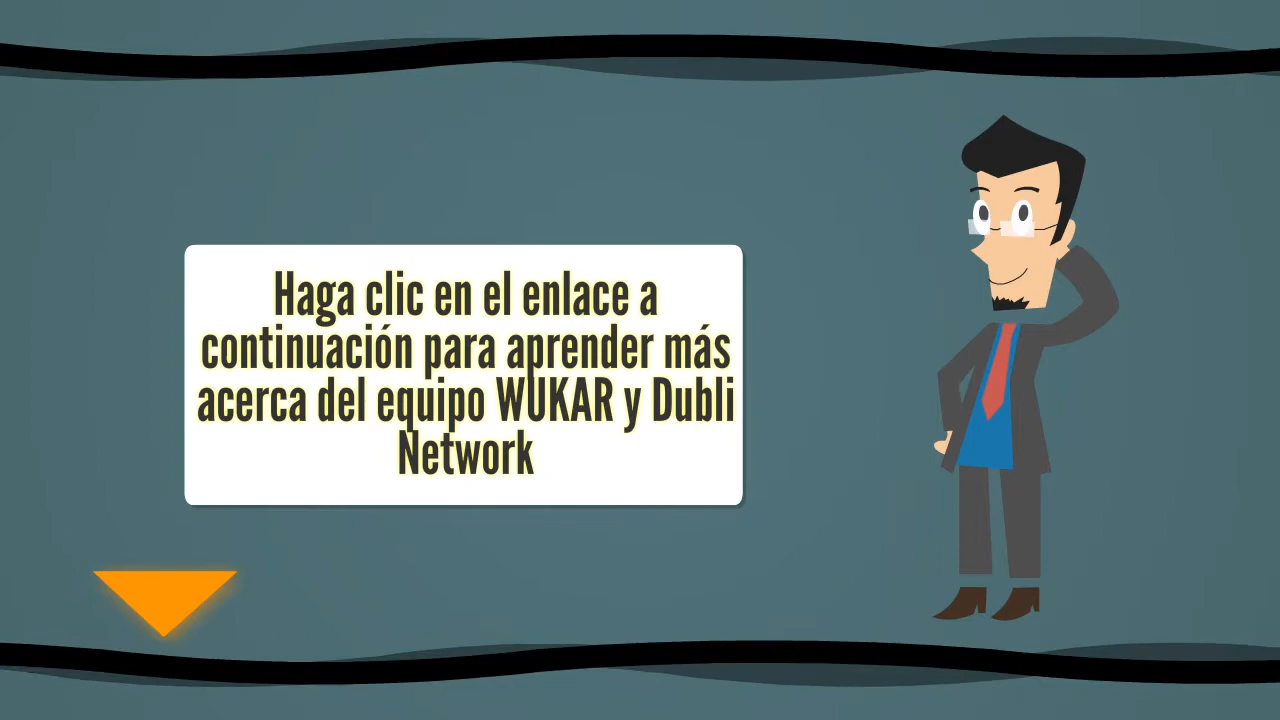 Haga clic en el enlace a
continuación para aprender más
acerca del equipo WUKAR y Dubli
Network